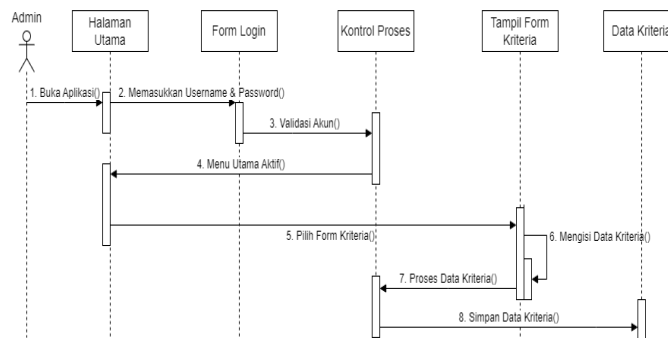 Admin
Halaman
Utama
Form Login
Kontrol Proses
Tampil Form
Kriteria
Data Kriteria
1. Buka Aplikasi()
2. Memasukkan Username & Password()
3. Validasi Akun()
4. Menu Utama Aktif()
5. Pilih Form Kriteria()
6. Mengisi Data Kriteria()
7. Proses Data Kriteria()
8. Simpan Data Kriteria()